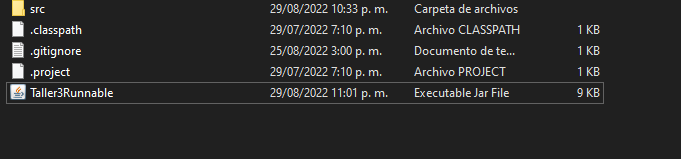 src 29/08/2022 10:33 p. m. Carpeta de archivos
.classpath 29/07/2022 7:10 p. m. Archivo CLASSPATH 1 KB
.gitignore 25/08/2022 3:00 p. m. Documento de te... 1 KB
.project 29/07/2022 7:10 p. m. Archivo PROJECT 1 KB
Taller3Runnable 29/08/2022 11:01 p. m. Executable Jar File 9 KB